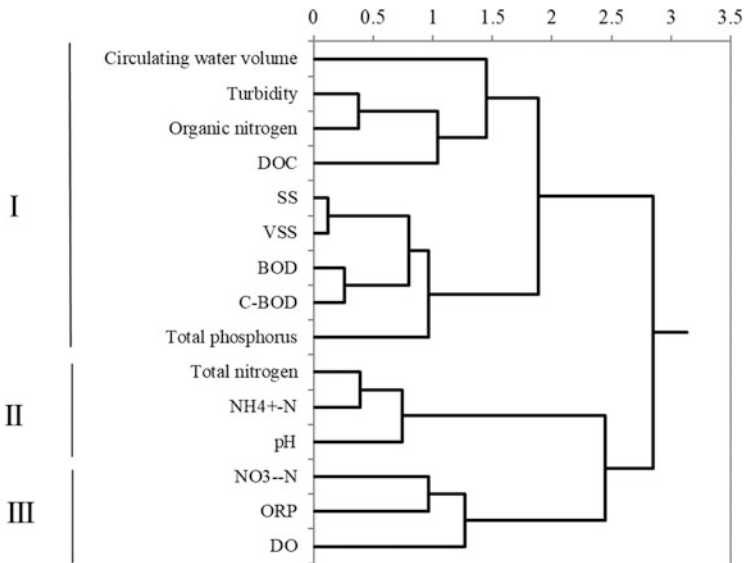 0 0.5 1 1.5 2 2.5 3 3.5
Circulating water volume
Turbidity
Organic nitrogen
DOC
I
SS
VSS
BOD
C-BOD
Total phosphorus
Total nitrogen
II
NH4+-N
pH
NO3--N
III
ORP
DO